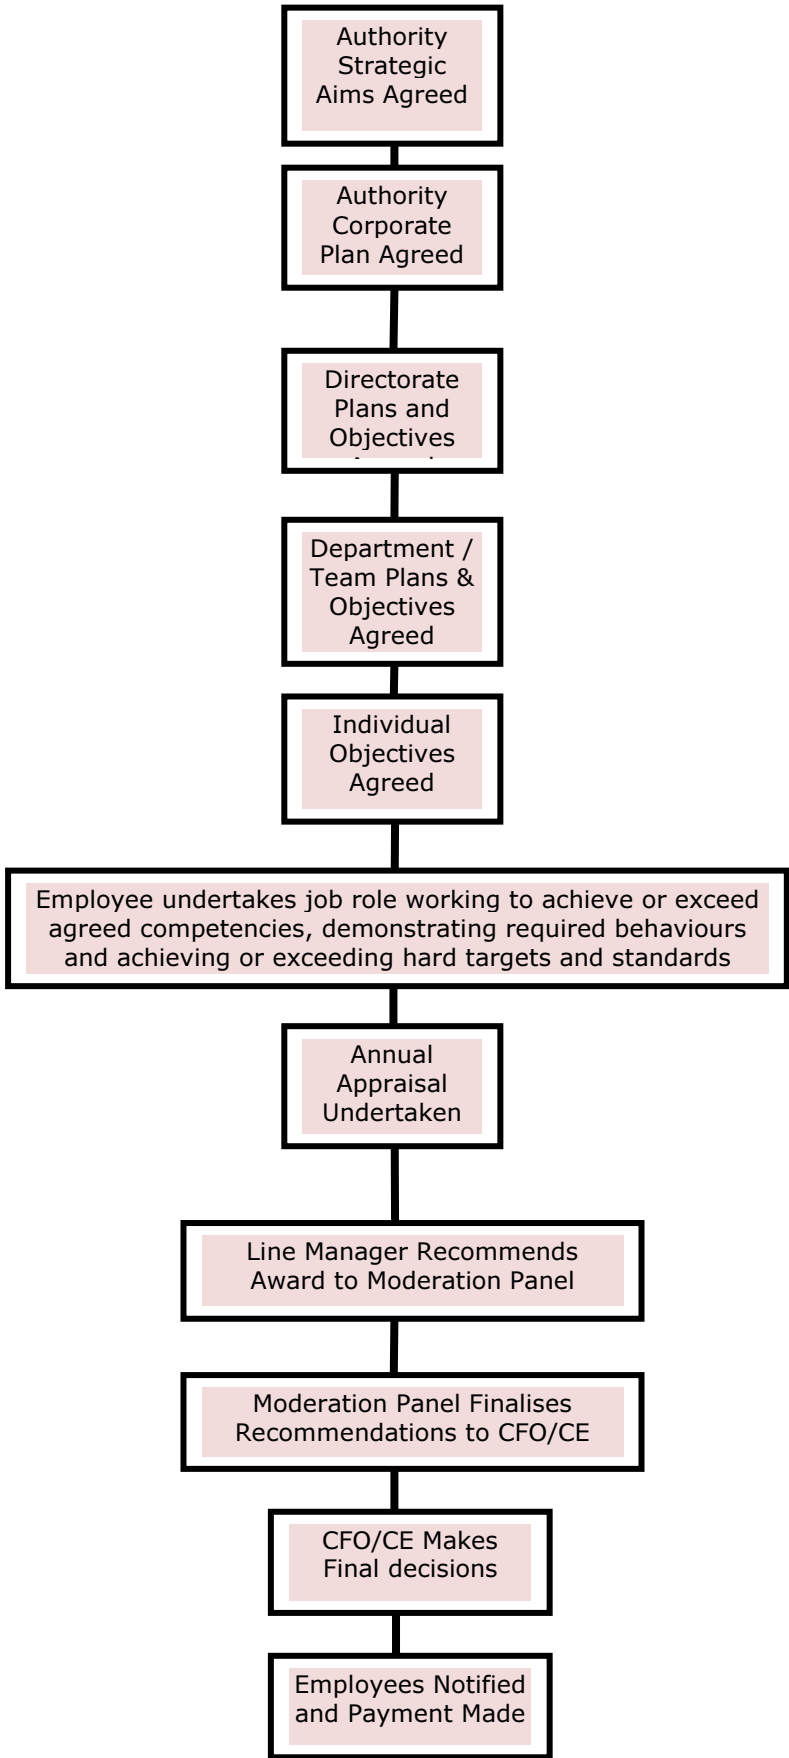 Authority
Strategic
Aims Agreed
Authority
Corporate
Plan Agreed
Directorate
Plans and
Objectives
Department /
Team Plans &
Objectives
Agreed
Individual
Objectives
Agreed
Employee undertakes job role working to achieve or exceed
agreed competencies, demonstrating required behaviours
and achieving or exceeding hard targets and standards
Annual
Appraisal
Undertaken
Line Manager Recommends
Award to Moderation Panel
Moderation Panel Finalises
Recommendations to CFO/CE
CFO/CE Makes
Final decisions
Employees Notified
and Payment Made